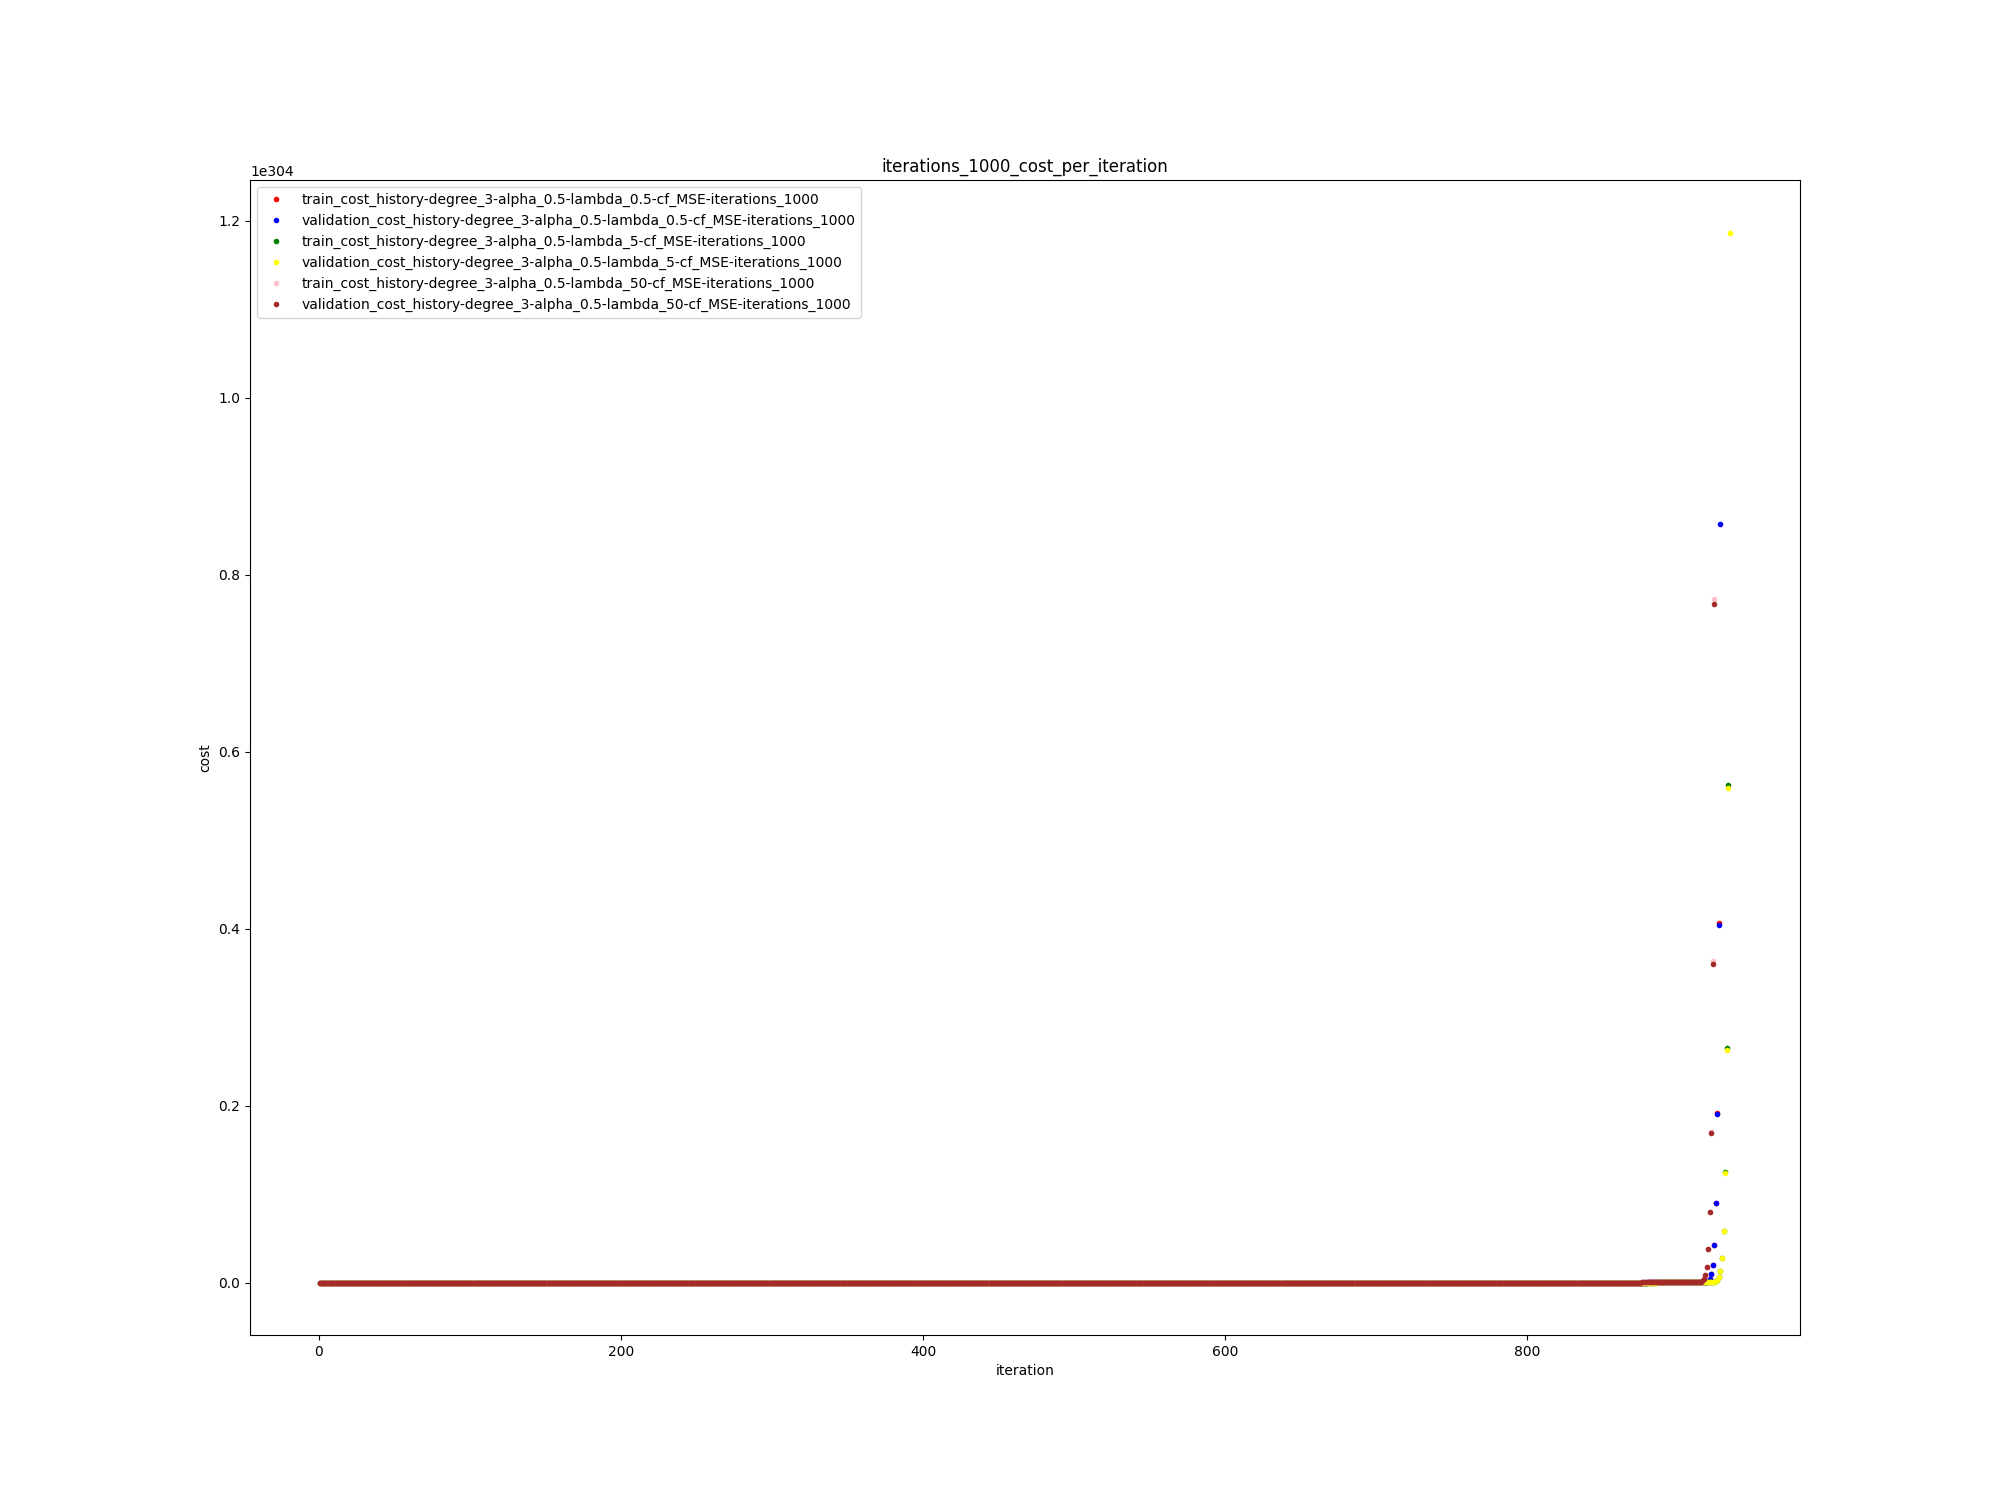 iterations_1000_cost_per_iteration
1e304
train_cost_history-degree_3-alpha_0.5-lambda_0.5-cf_MSE-iterations_1000
validation_cost_history-degree_3-alpha_0.5-lambda_0.5-cf_MSE-iterations_1000
train_cost_history-degree_3-alpha_0.5-lambda_5-cf_MSE-iterations_1000
validation_cost_history-degree_3-alpha_0.5-lambda_5-cf_MSE-iterations_1000
train_cost_history-degree_3-alpha_0.5-lambda_50-cf_MSE-iterations_1000
validation_cost_history-degree_3-alpha_0.5-lambda_50-cf_MSE-iterations_1000
1.2
1.0
0.8
0.6
0.4
0.2
0.0
cost
0 200 400 600 800
iteration